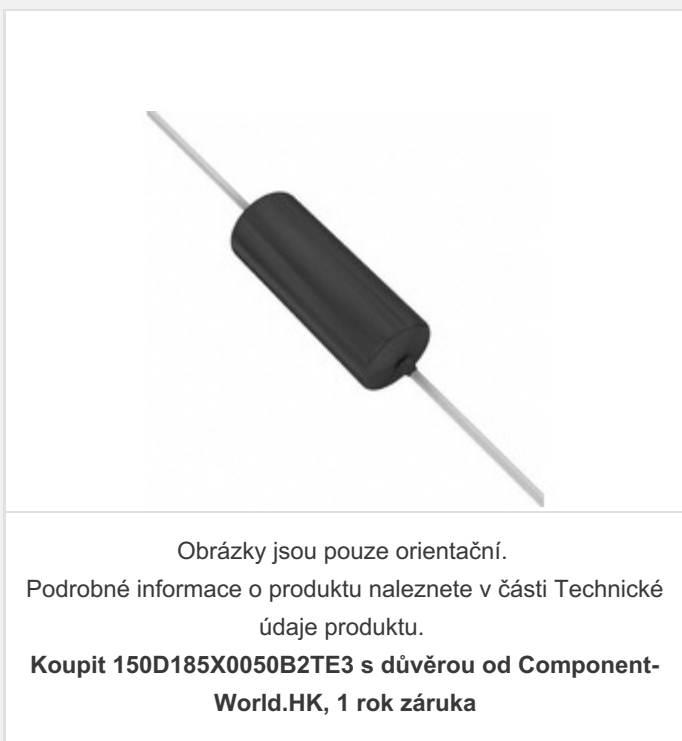 Obrázky jsou pouze orientační.
Podrobné informace o produktu naleznete v části Technické
údaje produktu.
Koupit 150D185X0050B2TE3 s důvěrou od Component-
World.HK, 1 rok záruka